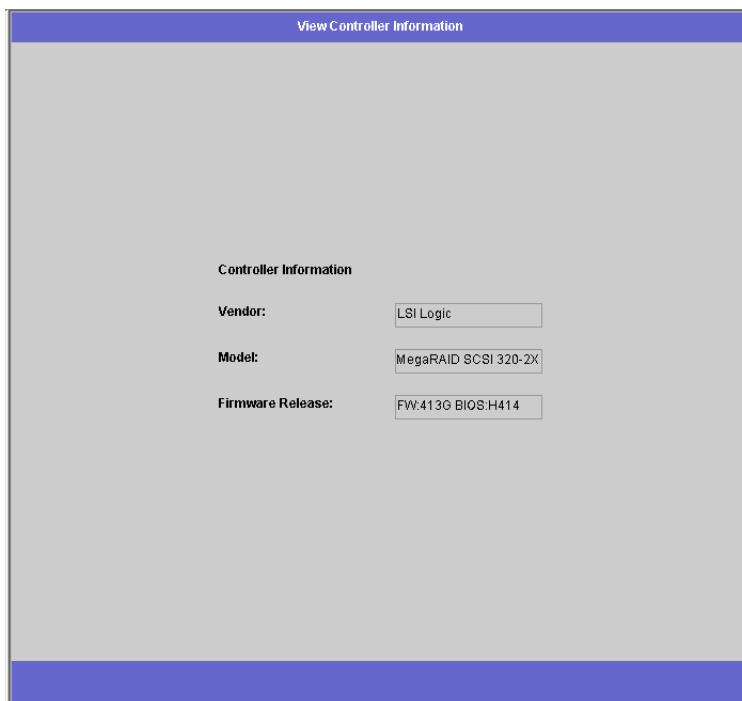 View Controller Information
Controller Information
Vendor: LSI Logic
Model: MegaRAID SCSI 320-2X
Firmware Release: FW:413G BIOS:H414